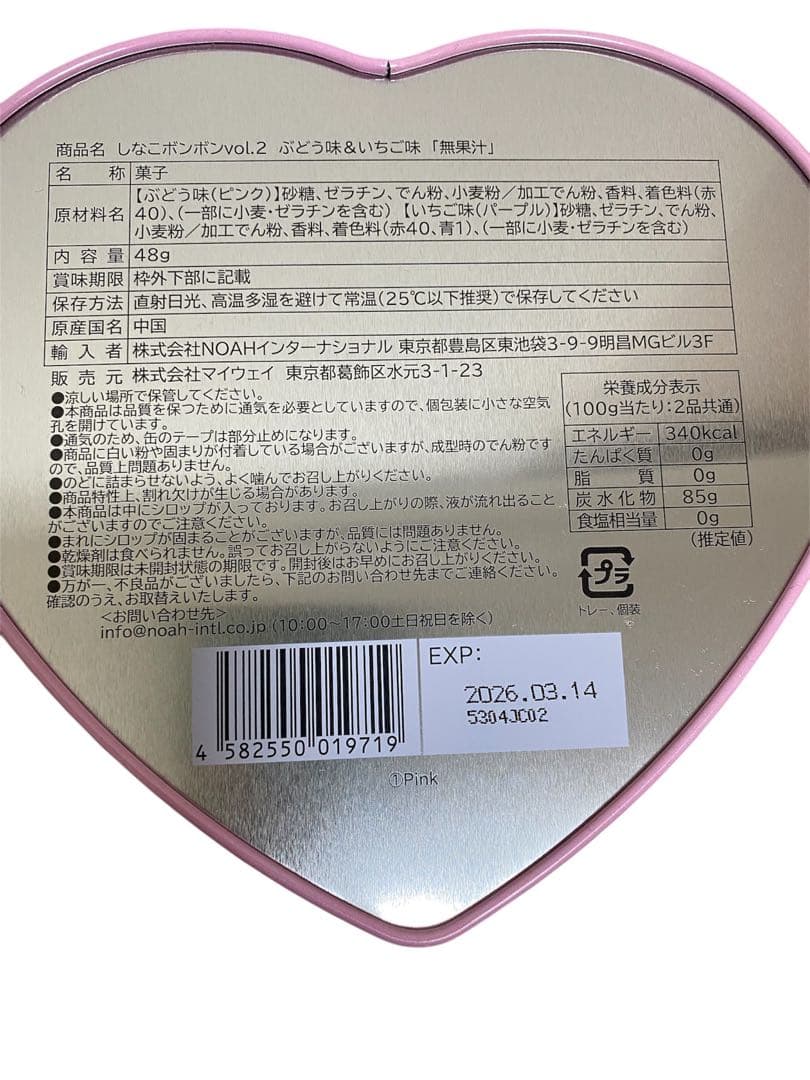 商品名 しなこボンボンvol.2 ぶどう味&いちご味 「無果汁」
名称 菓子
原材料名 【ぶどう味(ピンク)】砂糖、ゼラチン、でん粉、小麦粉／加工でん粉、香料、着色料(赤
40)、(一部に小麦・ゼラチンを含む) 【いちご味(パープル)】砂糖、ゼラチン、でん粉、
小麦粉／加工でん粉、香料、着色料(赤40、青1)、(一部に小麦・ゼラチンを含む)
内容量 48g
賞味期限 枠外下部に記載
保存方法 直射日光、高温多湿を避けて常温(25℃以下推奨)で保存してください
原産国名 中国
輸入者 株式会社NOAHインターナショナル 東京都豊島区東池袋3-9-9明昌MGビル3F
販売元 株式会社マイウェイ 東京都葛飾区水元3-1-23
●涼しい場所で保管してください。
●本商品は品質を保つために通気を必要としていますので、個包装に小さな空気
孔を開けています。
●通気のため、缶のテープは部分止めになります。
●商品に白い粉や固まりが付着している場合がございますが、成型時のでん粉です
ので、品質上問題ありません。
●のどに詰まらせないよう、よく噛んでお召し上がりください。
●商品特性上、割れ欠けが生じる場合があります。
●本商品は中にシロップが入っております。お召し上がりの際、液が流れ出ること
がございますのでご注意ください。
●まれにシロップが固まることがございますが、品質には問題ありません。
●乾燥剤は食べられません。誤ってお召し上がらないようにご注意ください。
●賞味期限は未開封状態の期限です。開封後はお早めにお召し上がりください。
●万が一、不良品がございましたら、下記のお問い合わせ先までご連絡ください。
確認のうえ、お取替えいたします。
<お問い合わせ先>
info@noah-intl.co.jp (10:00〜17:00土日祝日を除く)
栄養成分表示
(100g当たり:2品共通)
エネルギー 340kcal
たんぱく質 0g
脂質 0g
炭水化物 85g
食塩相当量 0g
(推定値)
プラ
トレー、個装
EXP:
2026.03.14
5304JC02
4 582550 019719
①Pink